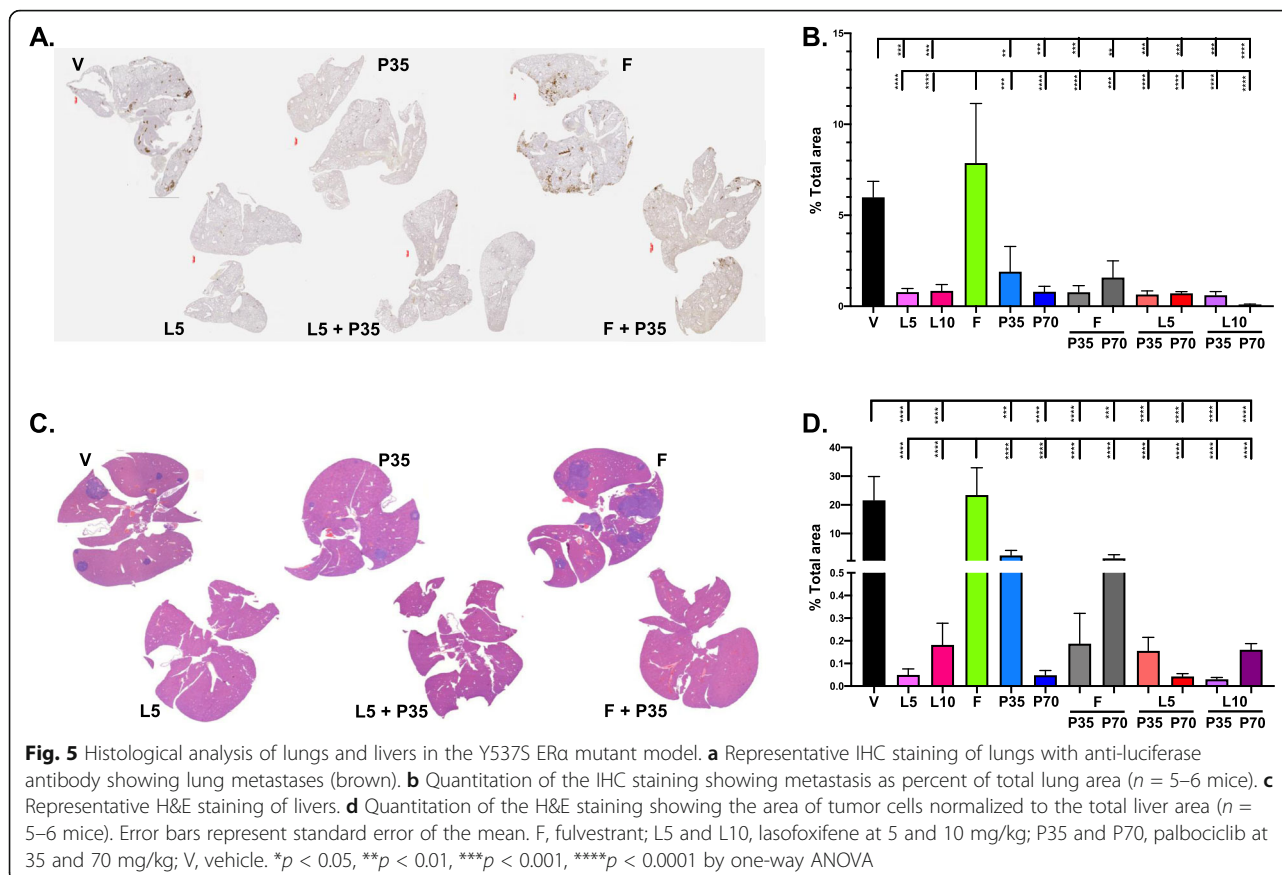 A.
V
P35
F
L5
L5 + P35
F + P35
B.
15
10
5
0
% Total area
V L5 L10 F P35 P70 P35 P70 P35 P70 P35 P70
F L5 L10
C.
V
P35
F
L5
L5 + P35
F + P35
D.
40
30
20
10
0.5
0.4
0.3
0.2
0.1
0.0
% Total area
V L5 L10 F P35 P70 P35 P70 P35 P70 P35 P70
F L5 L10
Fig. 5 Histological analysis of lungs and livers in the Y537S ERα mutant model. a Representative IHC staining of lungs with anti-luciferase
antibody showing lung metastases (brown). b Quantitation of the IHC staining showing metastasis as percent of total lung area (n = 5–6 mice). c
Representative H&E staining of livers. d Quantitation of the H&E staining showing the area of tumor cells normalized to the total liver area (n =
5–6 mice). Error bars represent standard error of the mean. F, fulvestrant; L5 and L10, lasofoxifene at 5 and 10 mg/kg; P35 and P70, palbociclib at
35 and 70 mg/kg; V, vehicle. *p < 0.05, **p < 0.01, ***p < 0.001, ****p < 0.0001 by one-way ANOVA